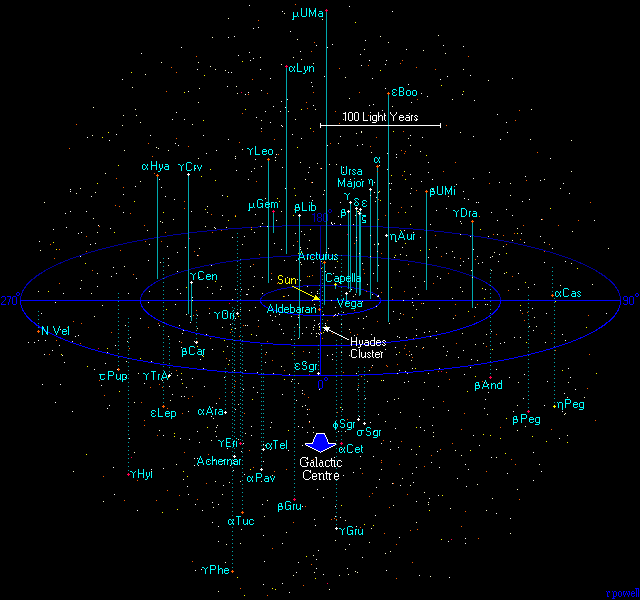 μUMa
αLyn
εBoo
100 Light Years
γLeo
αHya
γCrv
α
Ursa
Major
η
βUMi
γ
δ
ε
μGem
βLib
β
ζ
γDra
ηAur
Arcturus
γCen
Sun
Capella
αCas
270°
90°
Vega
Aldebaran
γOri
N Vel
Hyades
Cluster
βCar
εSgr
0°
τPup
γTrA
βAnd
εLep
αAra
ηPeg
βPeg
φSgr
σSgr
γEri
αTel
αCet
Achernar
Galactic
Centre
γHyi
αPav
βGru
αTuc
γGru
γPhe
cpowell